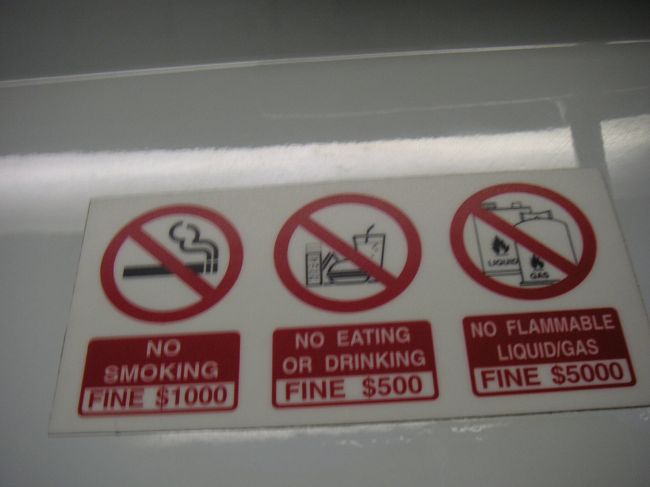 LIQUID
GAS
NO
SMOKING
FINE $1000
NO EATING
OR DRINKING
FINE $500
NO FLAMMABLE
LIQUID/GAS
FINE $5000